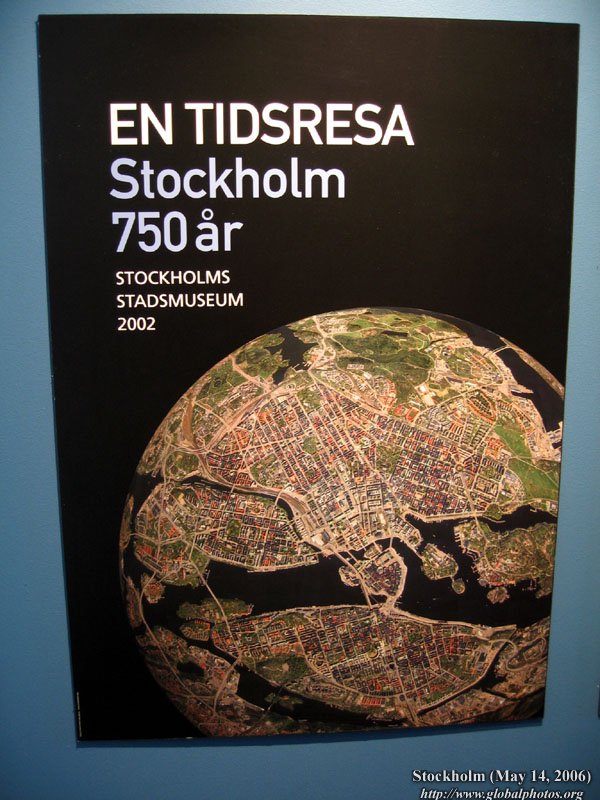 EN TIDSRESA
Stockholm
750 år
STOCKHOLMS
STADSMUSEUM
2002
Stockholm (May 14, 2006)
http://www.globalphotos.org